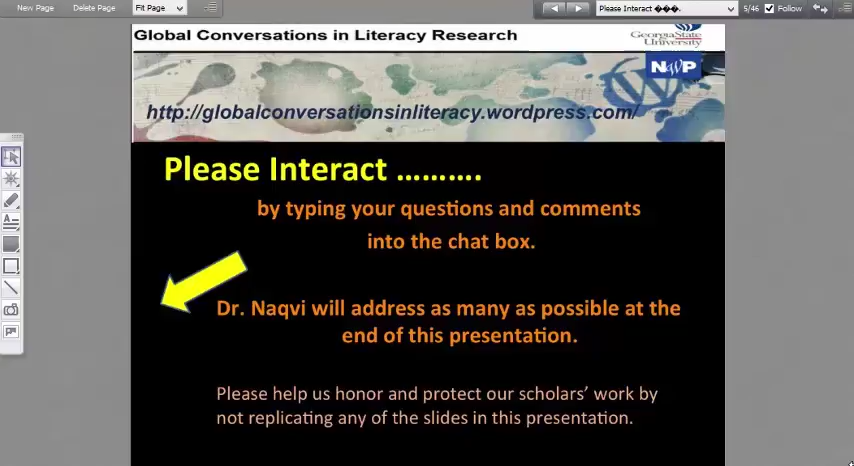 New Page Delete Page Fit Page Please Interact ���. 5/46 Follow
Global Conversations in Literacy Research
GeorgiaState
University
NWP
http://globalconversationsinliteracy.wordpress.com/
Please Interact ……….
by typing your questions and comments
into the chat box.
Dr. Naqvi will address as many as possible at the
end of this presentation.
Please help us honor and protect our scholars’ work by
not replicating any of the slides in this presentation.